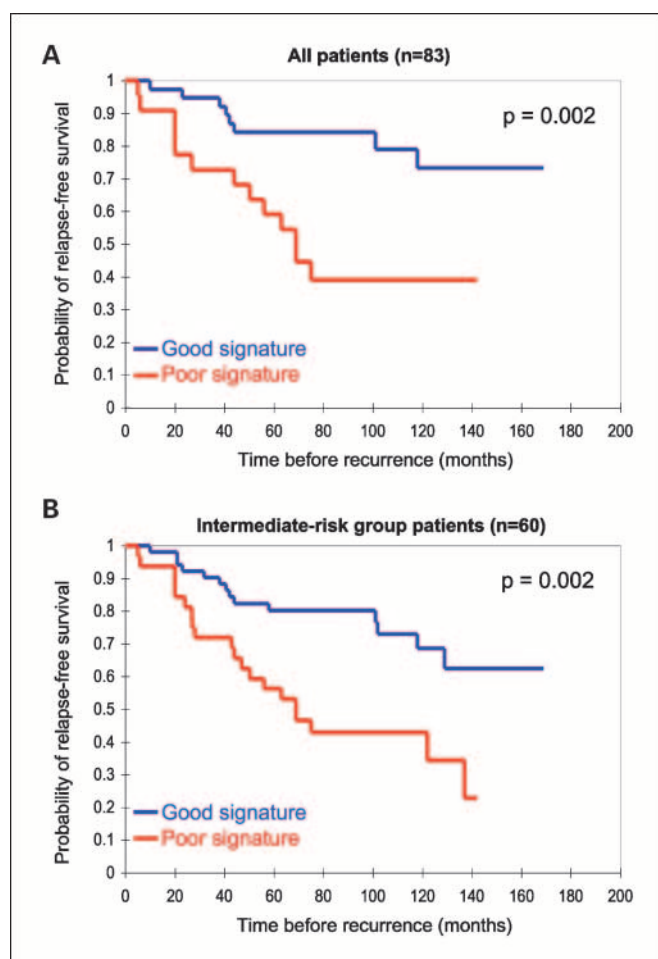 A
All patients (n=83)
Probability of relapse-free survival
1
0.9
0.8
0.7
0.6
0.5
0.4
0.3
0.2
0.1
0
p = 0.002
Good signature
Poor signature
0 20 40 60 80 100 120 140 160 180 200
Time before recurrence (months)
B
Intermediate-risk group patients (n=60)
Probability of relapse-free survival
1
0.9
0.8
0.7
0.6
0.5
0.4
0.3
0.2
0.1
0
p = 0.002
Good signature
Poor signature
0 20 40 60 80 100 120 140 160 180 200
Time before recurrence (months)